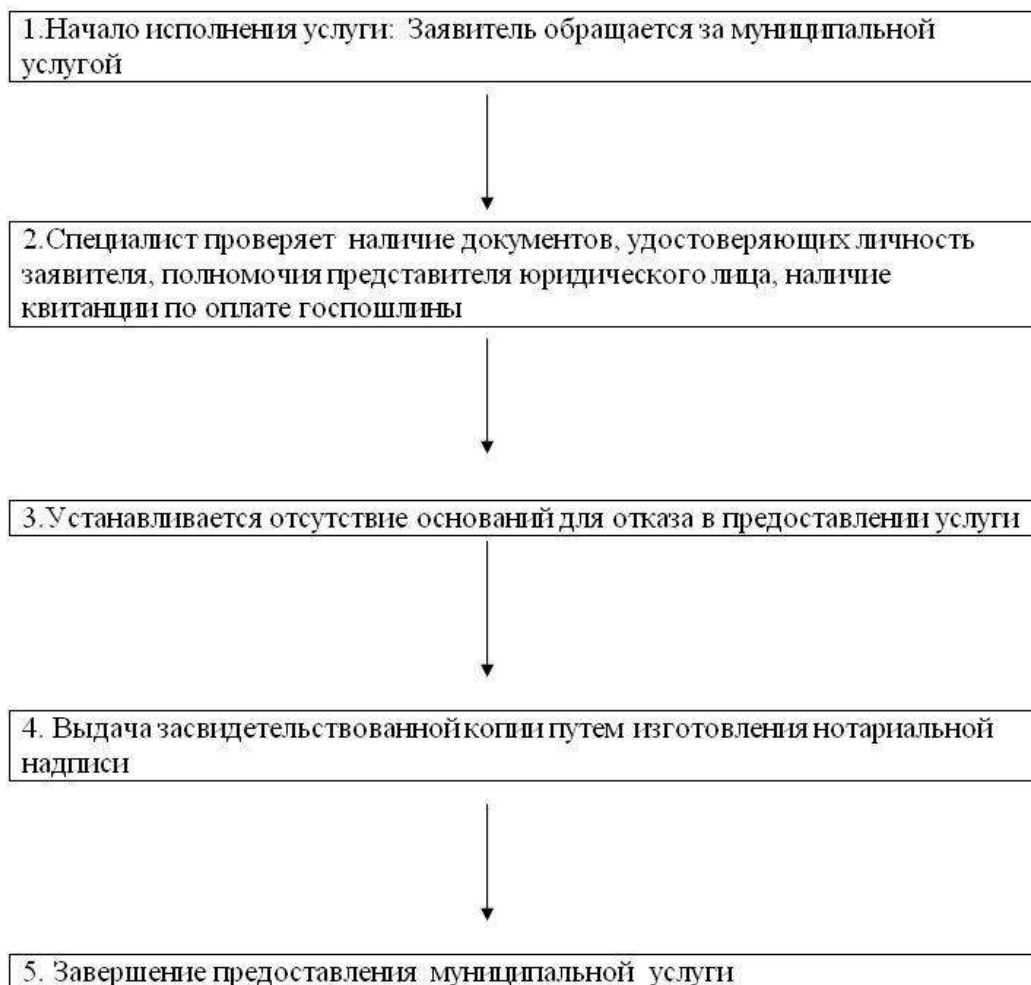 1.Начало исполнения услуги: Заявитель обращается за муниципальной
услугой
2.Специалист проверяет наличие документов, удостоверяющих личность
заявителя, полномочия представителя юридического лица, наличие
квитанции по оплате госпошлины
3.Устанавливается отсутствие оснований для отказа в предоставлении услуги
4. Выдача засвидетельствованной копии путем изготовления нотариальной
надписи
5. Завершение предоставления муниципальной услуги